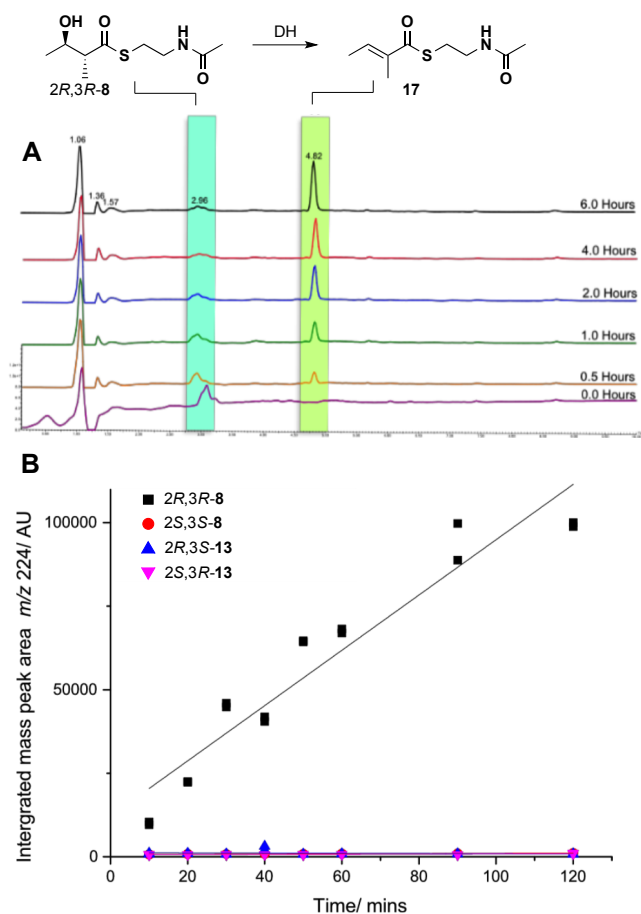 OH
O
H
N
S
O
2R,3R-8
DH
O
H
N
S
O
17
A
1.06
1.36
1.57
2.96
4.82
6.0 Hours
4.0 Hours
2.0 Hours
1.0 Hours
0.5 Hours
0.0 Hours
B
2R,3R-8
2S,3S-8
2R,3S-13
2S,3R-13
Intergrated mass peak area m/z 224/ AU
100000
50000
0
0 20 40 60 80 100 120
Time/ mins